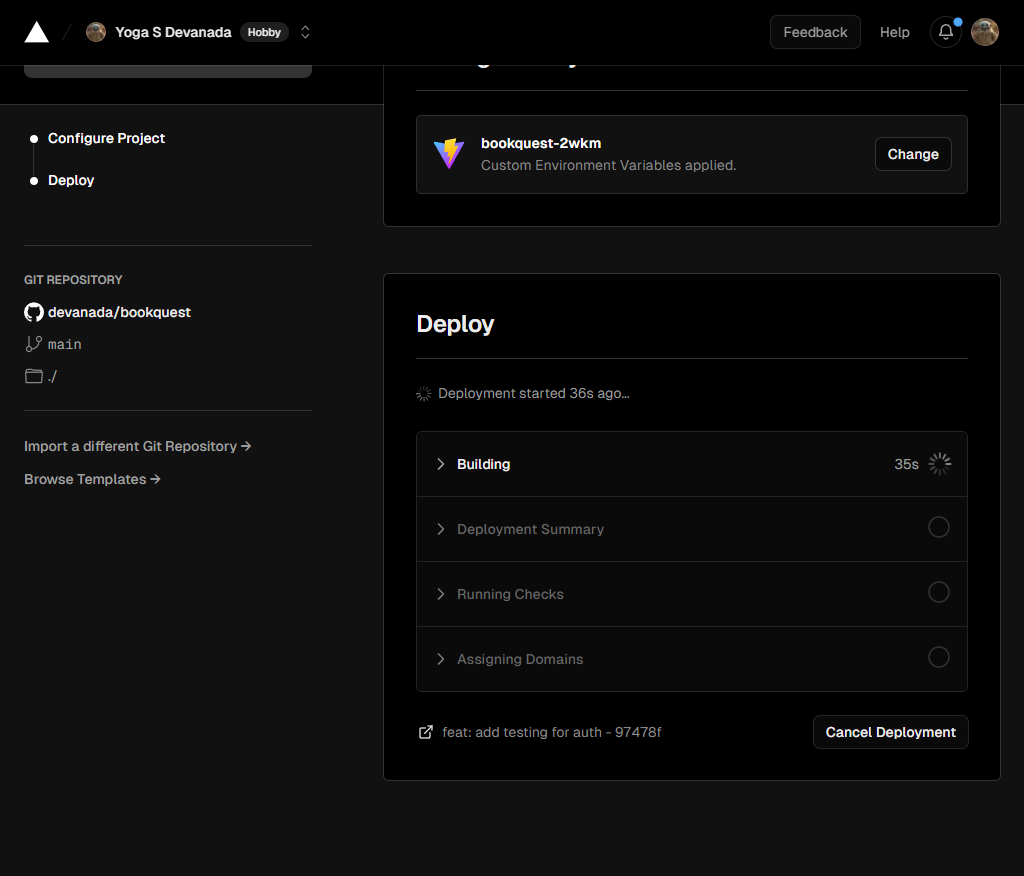 Yoga S Devanada Hobby
Feedback
Help
Configure Project
Deploy
GIT REPOSITORY
devanada/bookquest
main
./
Import a different Git Repository →
Browse Templates →
bookquest-2wkm
Custom Environment Variables applied.
Change
Deploy
Deployment started 36s ago...
Building
35s
Deployment Summary
Running Checks
Assigning Domains
feat: add testing for auth - 97478f
Cancel Deployment